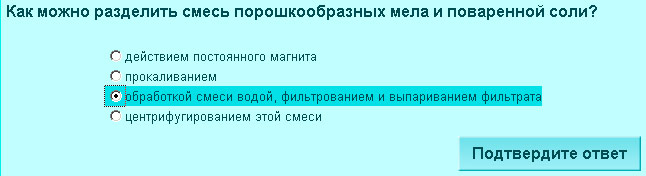 Как можно разделить смесь порошкообразных мела и поваренной соли?
действием постоянного магнита
прокаливанием
обработкой смеси водой, фильтрованием и выпариванием фильтрата
центрифугированием этой смеси
Подтвердите ответ